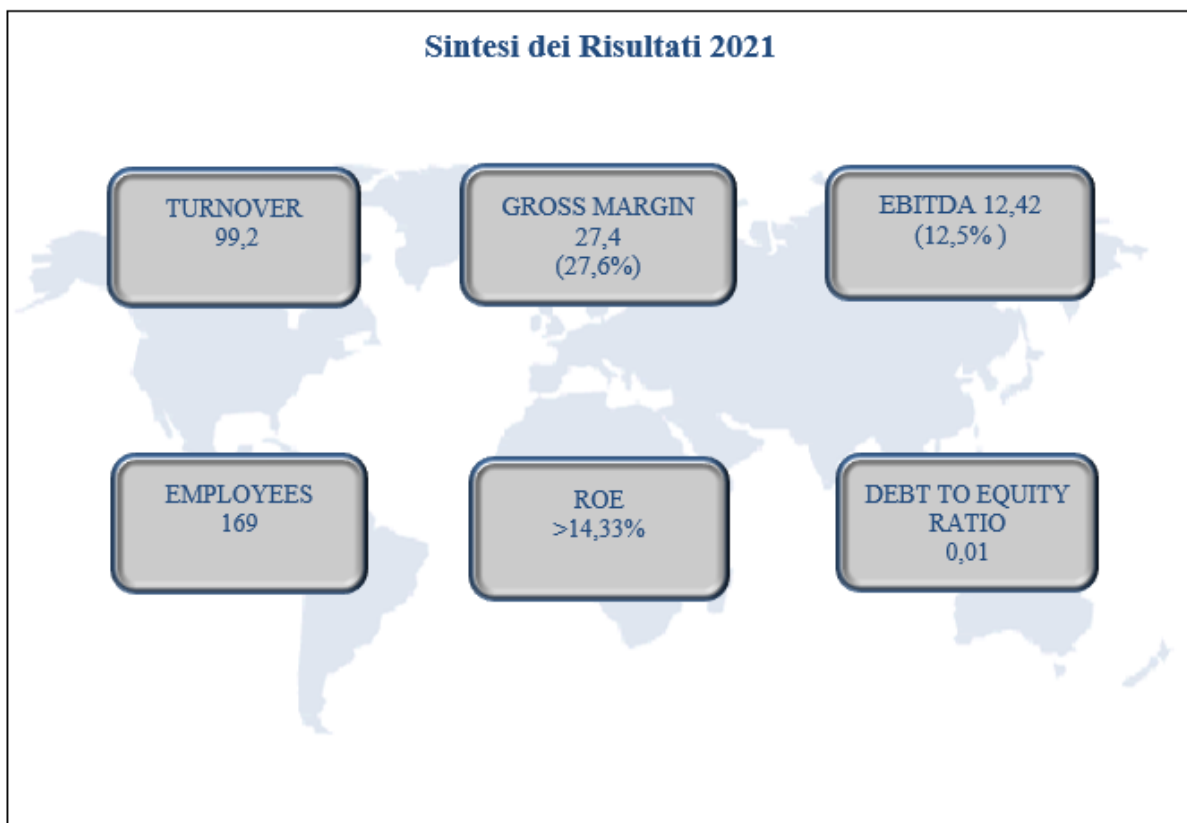 Sintesi dei Risultati 2021
TURNOVER
99,2
GROSS MARGIN
27,4
(27,6%)
EBITDA 12,42
(12,5% )
EMPLOYEES
169
ROE
>14,33%
DEBT TO EQUITY
RATIO
0,01